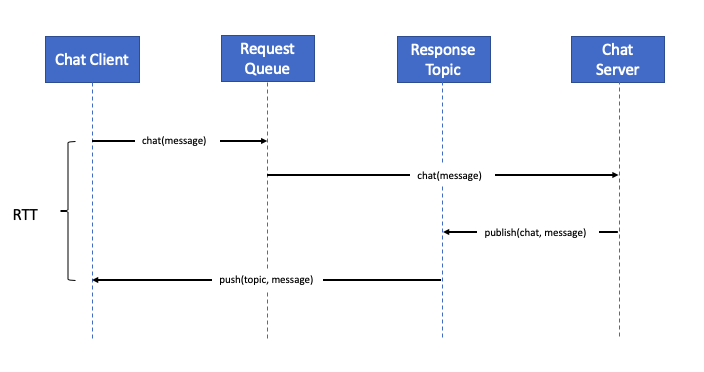 Chat Client
Request
Queue
Response
Topic
Chat
Server
chat(message)
chat(message)
RTT
publish(chat, message)
push(topic, message)